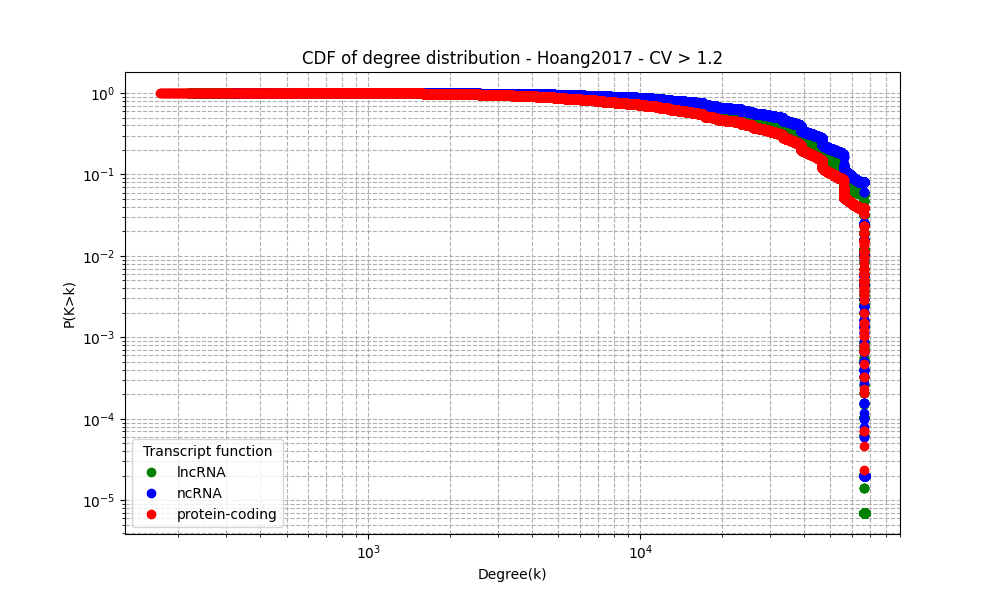 CDF of degree distribution - Hoang2017 - CV > 1.2
P(K>k)
10⁰
10⁻¹
10⁻²
10⁻³
10⁻⁴
10⁻⁵
Transcript function
lncRNA
ncRNA
protein-coding
10³
10⁴
Degree(k)